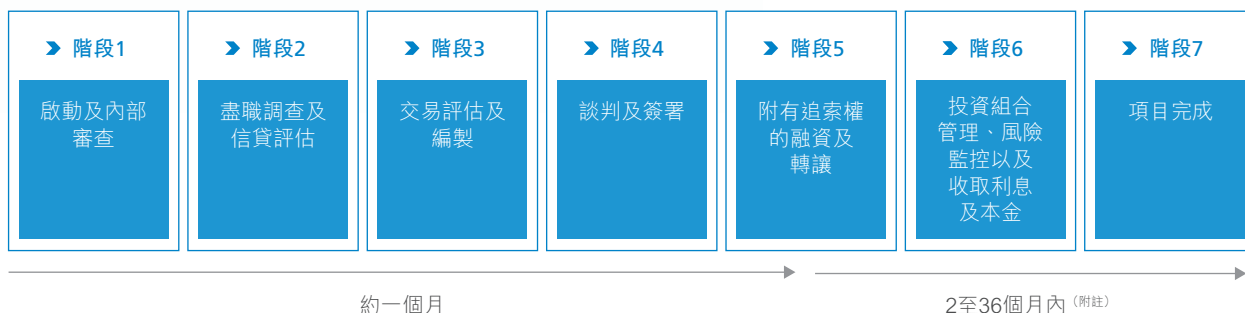 階段1
啟動及內部
審查
階段2
盡職調查及
信貸評估
階段3
交易評估及
編製
階段4
談判及簽署
階段5
附有追索權
的融資及
轉讓
階段6
投資組合
管理、風險
監控以及
收取利息
及本金
階段7
項目完成
約一個月
2至36個月內（附註）